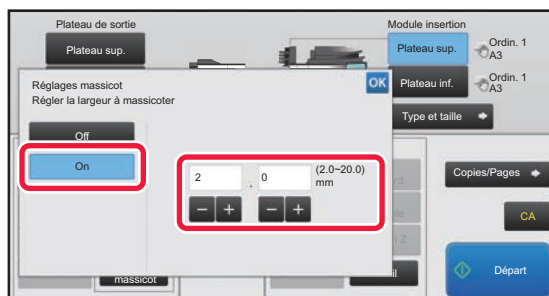 Plateau de sortie
Module insertion
Plateau sup.
Plateau sup.
Ordin. 1
A3
Réglages massicot
OK
Régler la largeur à massicoter
Plateau inf.
Ordin. 1
A3
Off
Type et taille
On
2 . 0 (2.0~20.0)
mm
Copies/Pages
CA
Z
Départ
massicot